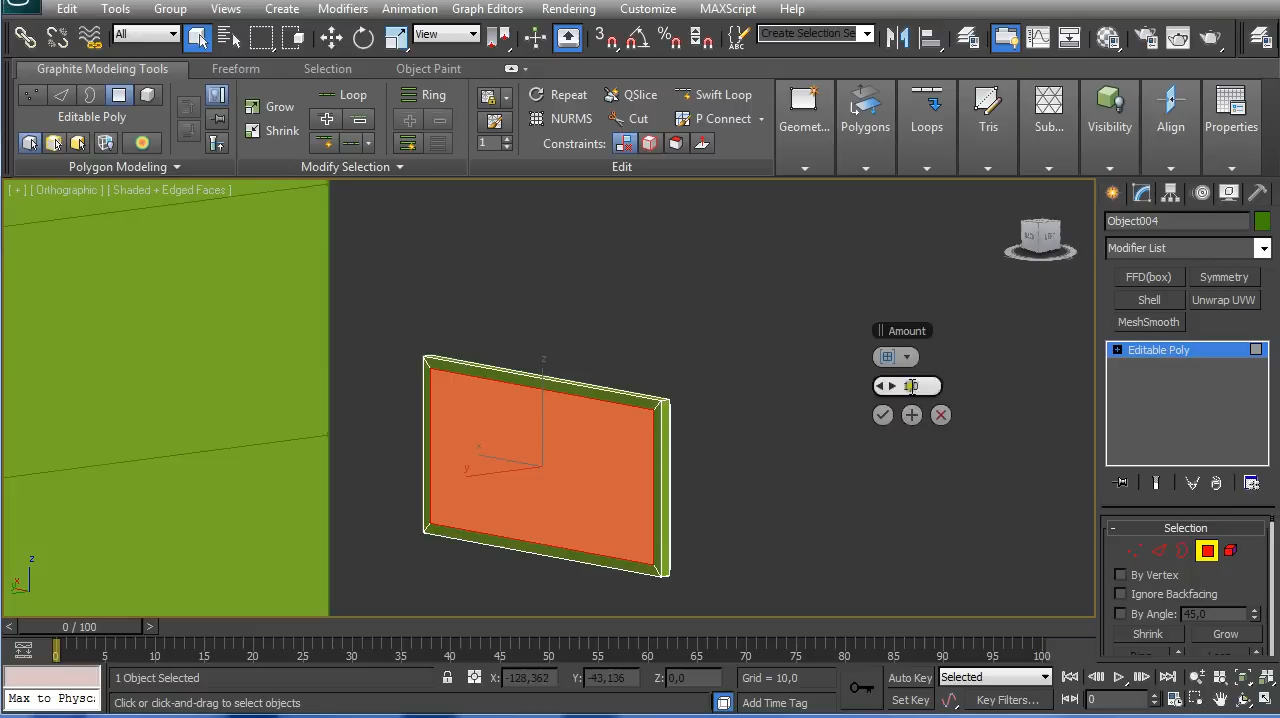 Edit Tools Group Views Create Modifiers Animation Graph Editors Rendering Customize MAXScript Help
All View Create Selection Se
Graphite Modeling Tools Freeform Selection Object Paint
Grow Loop Ring Repeat QSlice Swift Loop
Edit
Editable Poly
Shrink NURMS Cut P Connect
Geomet... Polygons Loops Tris Sub... Visibility Align Properties
1 Constraints:
Polygon Modeling Modify Selection Edit
[ + ] [ Orthographic ] [ Shaded + Edged Faces ]
Object004
Modifier List
FFD(box) Symmetry
Shell Unwrap UVW
MeshSmooth
Amount
Editable Poly
z
x
y
Selection
By Vertex
Ignore Backfacing
By Angle: 45,0
Shrink Grow
z
x
y
0 / 100
0 5 10 15 20 25 30 35 40 45 50 55 60 65 70 75 80 85 90 95 100
1 Object Selected X: -128,362 Y: -43,136 Z: 0,0 Grid = 10,0 Auto Key Selected
Max to Physc Click or click-and-drag to select objects Add Time Tag Set Key Key Filters... 0